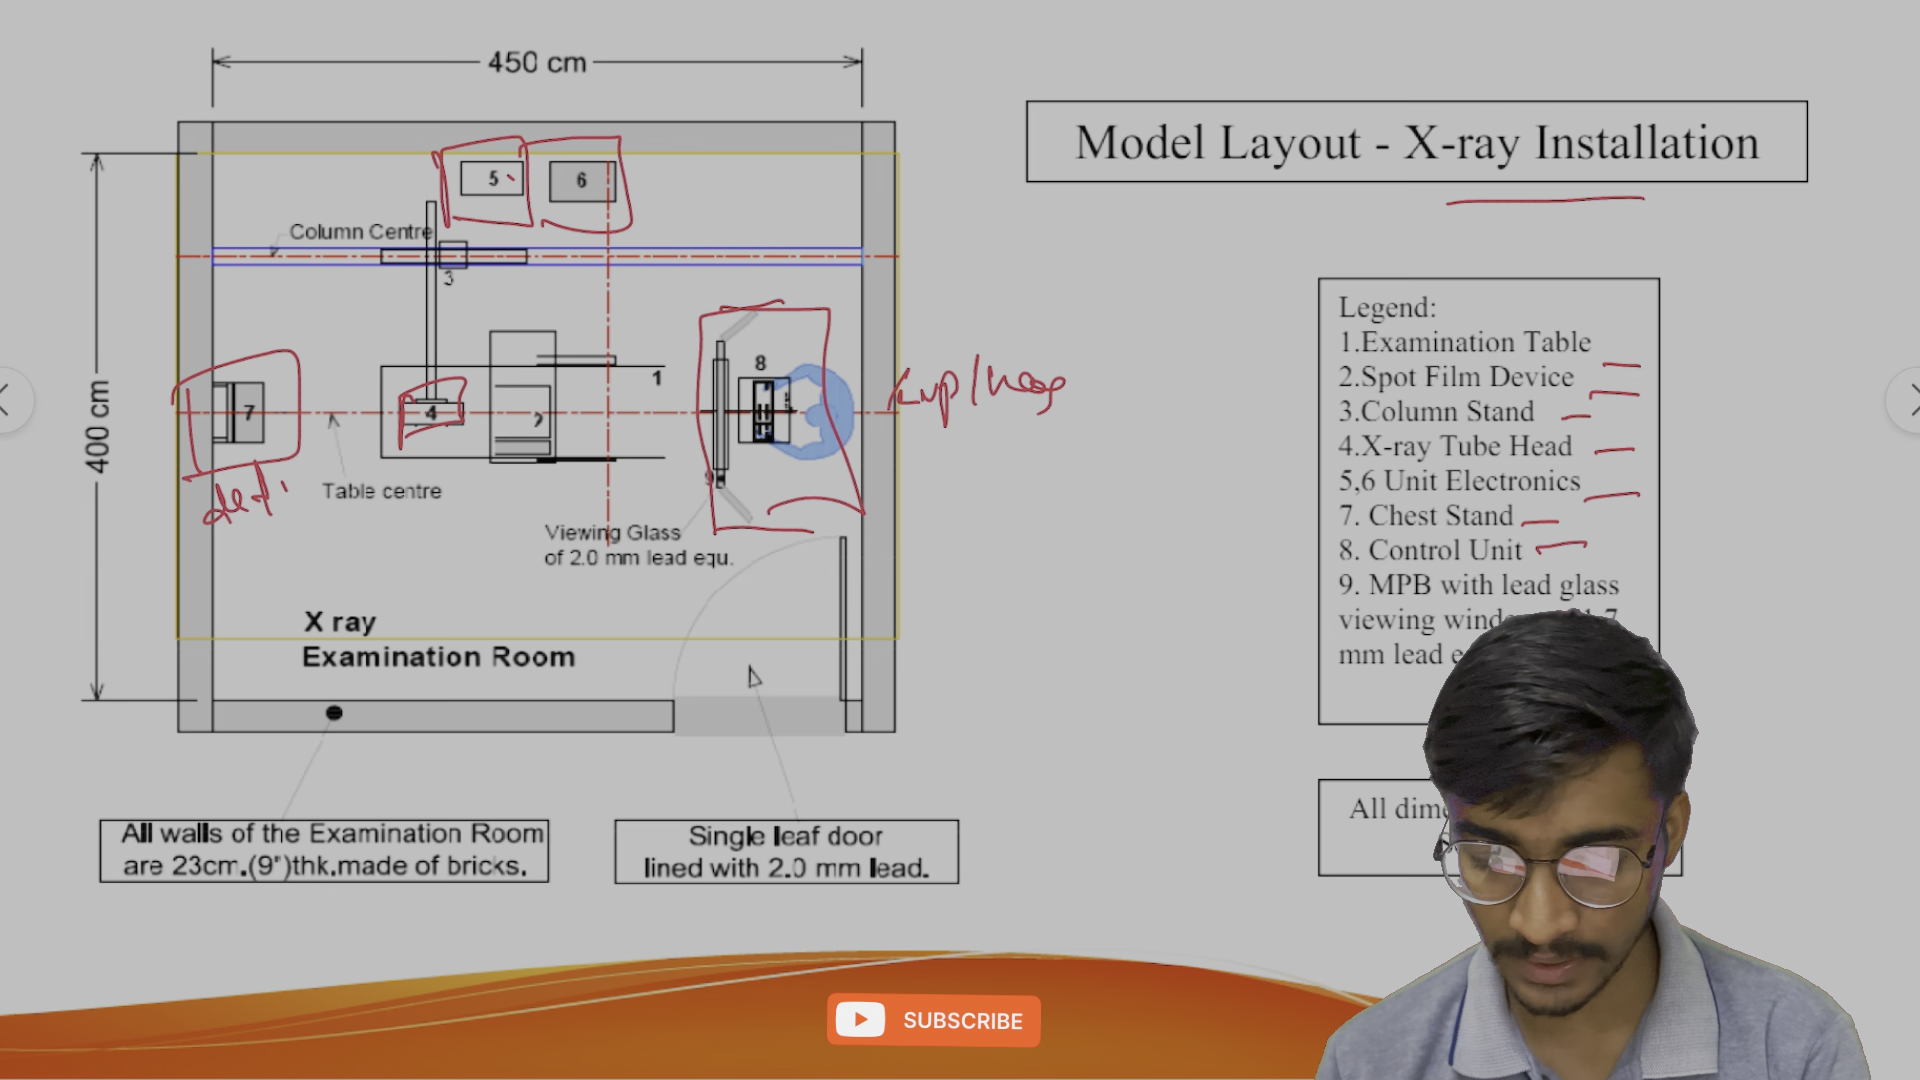 450 cm
Model Layout - X-ray Installation
5
6
Column Centre
3
400 cm
1
8
7
4
2
9
Table centre
Viewing Glass
of 2.0 mm lead equ.
X ray
Examination Room
All walls of the Examination Room
are 23cm.(9")thk.made of bricks.
Single leaf door
lined with 2.0 mm lead.
Legend:
1.Examination Table
2.Spot Film Device
3.Column Stand
4.X-ray Tube Head
5,6 Unit Electronics
7. Chest Stand
8. Control Unit
9. MPB with lead glass
viewing
mm lead
All
SUBSCRIBE